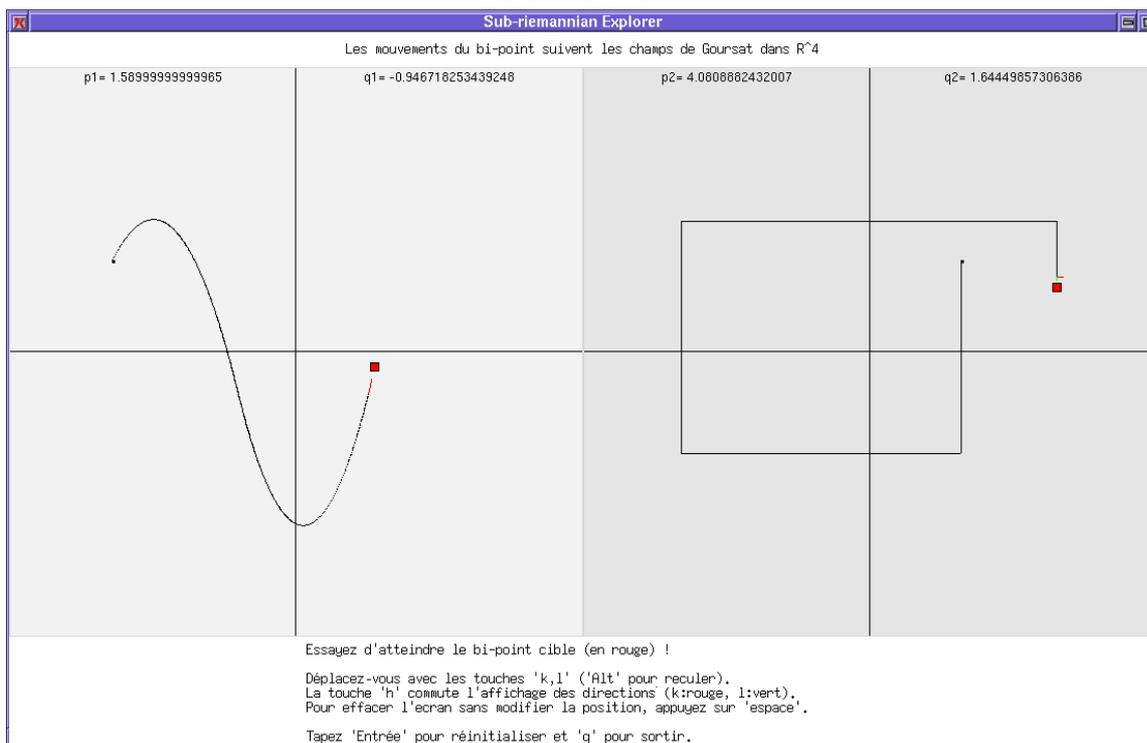 Sub-riemannian Explorer
Les mouvements du bi-point suivent les champs de Goursat dans R^4
p1= 1.58999999999965
q1= -0.946718253439248
p2= 4.0808882432007
q2= 1.64449857306386
Essayez d'atteindre le bi-point cible (en rouge) !
Déplacez-vous avec les touches 'k,l' ('Alt' pour reculer).
La touche 'h' commute l'affichage des directions (k:rouge, l:vert).
Pour effacer l'ecran sans modifier la position, appuyez sur 'espace'.
Tapez 'Entrée' pour réinitialiser et 'q' pour sortir.